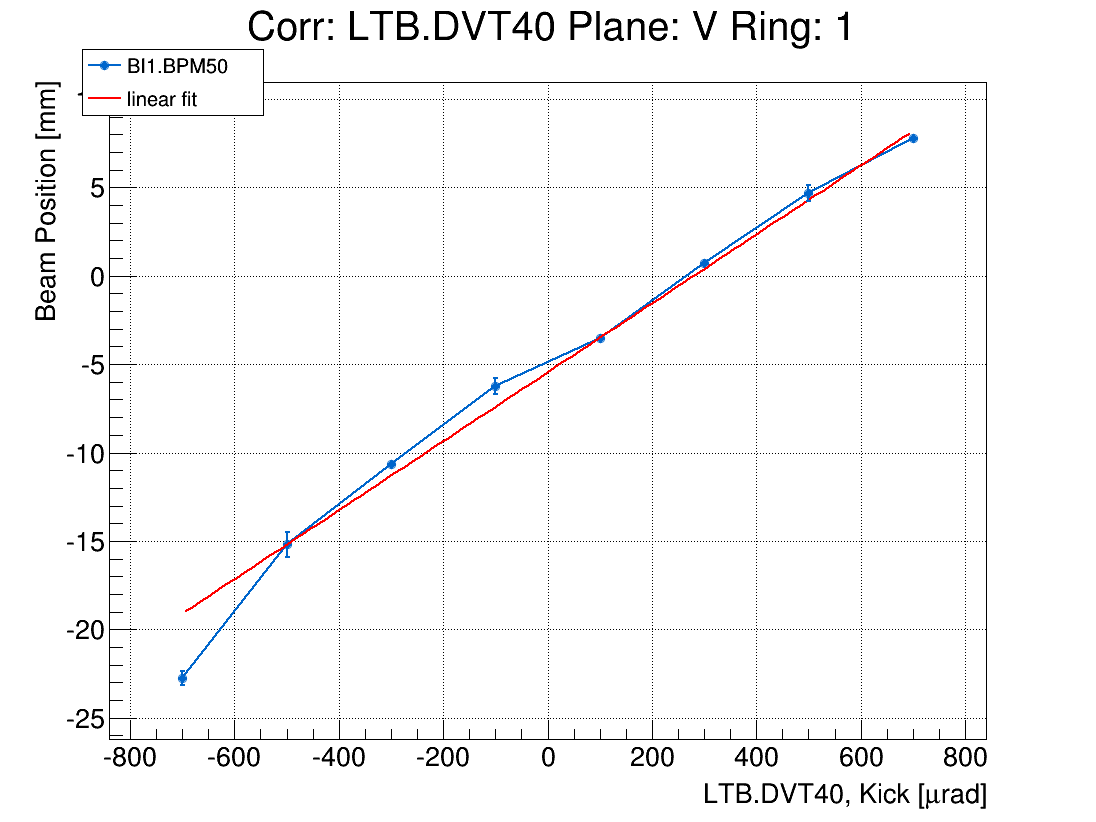 Corr: LTB.DVT40 Plane: V Ring: 1
BI1.BPM50
linear fit
Beam Position [mm]
5
0
-5
-10
-15
-20
-25
-800 -600 -400 -200 0 200 400 600 800
LTB.DVT40, Kick [μrad]